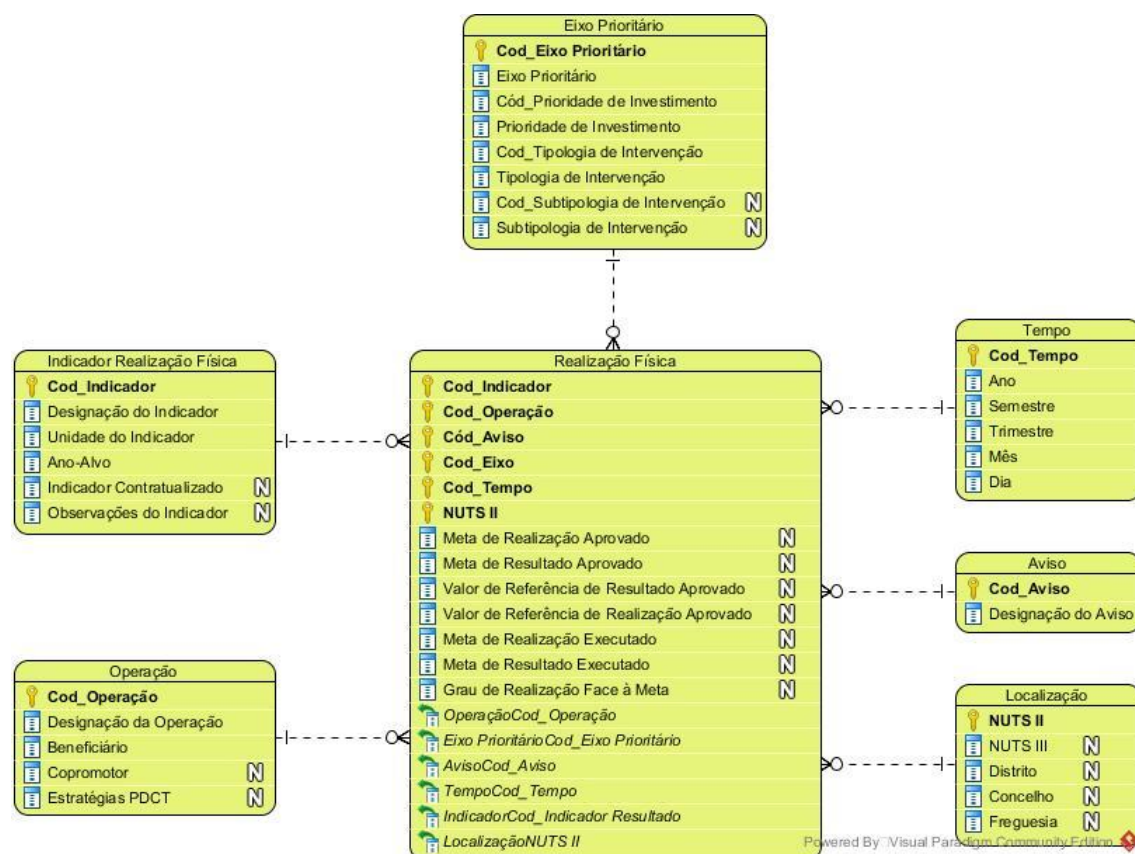 Eixo Prioritário
Cod_Eixo Prioritário
Eixo Prioritário
Cód_Prioridade de Investimento
Prioridade de Investimento
Cod_Tipologia de Intervenção
Tipologia de Intervenção
Cod_Subtipologia de Intervenção N
Subtipologia de Intervenção N
Indicador Realização Física
Cod_Indicador
Designação do Indicador
Unidade do Indicador
Ano-Alvo
Indicador Contratualizado N
Observações do Indicador N
Realização Física
Cod_Indicador
Cod_Operação
Cód_Aviso
Cod_Eixo
Cod_Tempo
NUTS II
Meta de Realização Aprovado N
Meta de Resultado Aprovado N
Valor de Referência de Resultado Aprovado N
Valor de Referência de Realização Aprovado N
Meta de Realização Executado N
Meta de Resultado Executado N
Grau de Realização Face à Meta N
OperaçãoCod_Operação
Eixo PrioritárioCod_Eixo Prioritário
AvisoCod_Aviso
TempoCod_Tempo
IndicadorCod_Indicador Resultado
LocalizaçãoNUTS II
Tempo
Cod_Tempo
Ano
Semestre
Trimestre
Mês
Dia
Aviso
Cod_Aviso
Designação do Aviso
Operação
Cod_Operação
Designação da Operação
Beneficiário
Copromotor N
Estratégias PDCT N
Localização
NUTS II
NUTS III N
Distrito N
Concelho N
Freguesia N
Powered By Visual Paradigm Community Edition